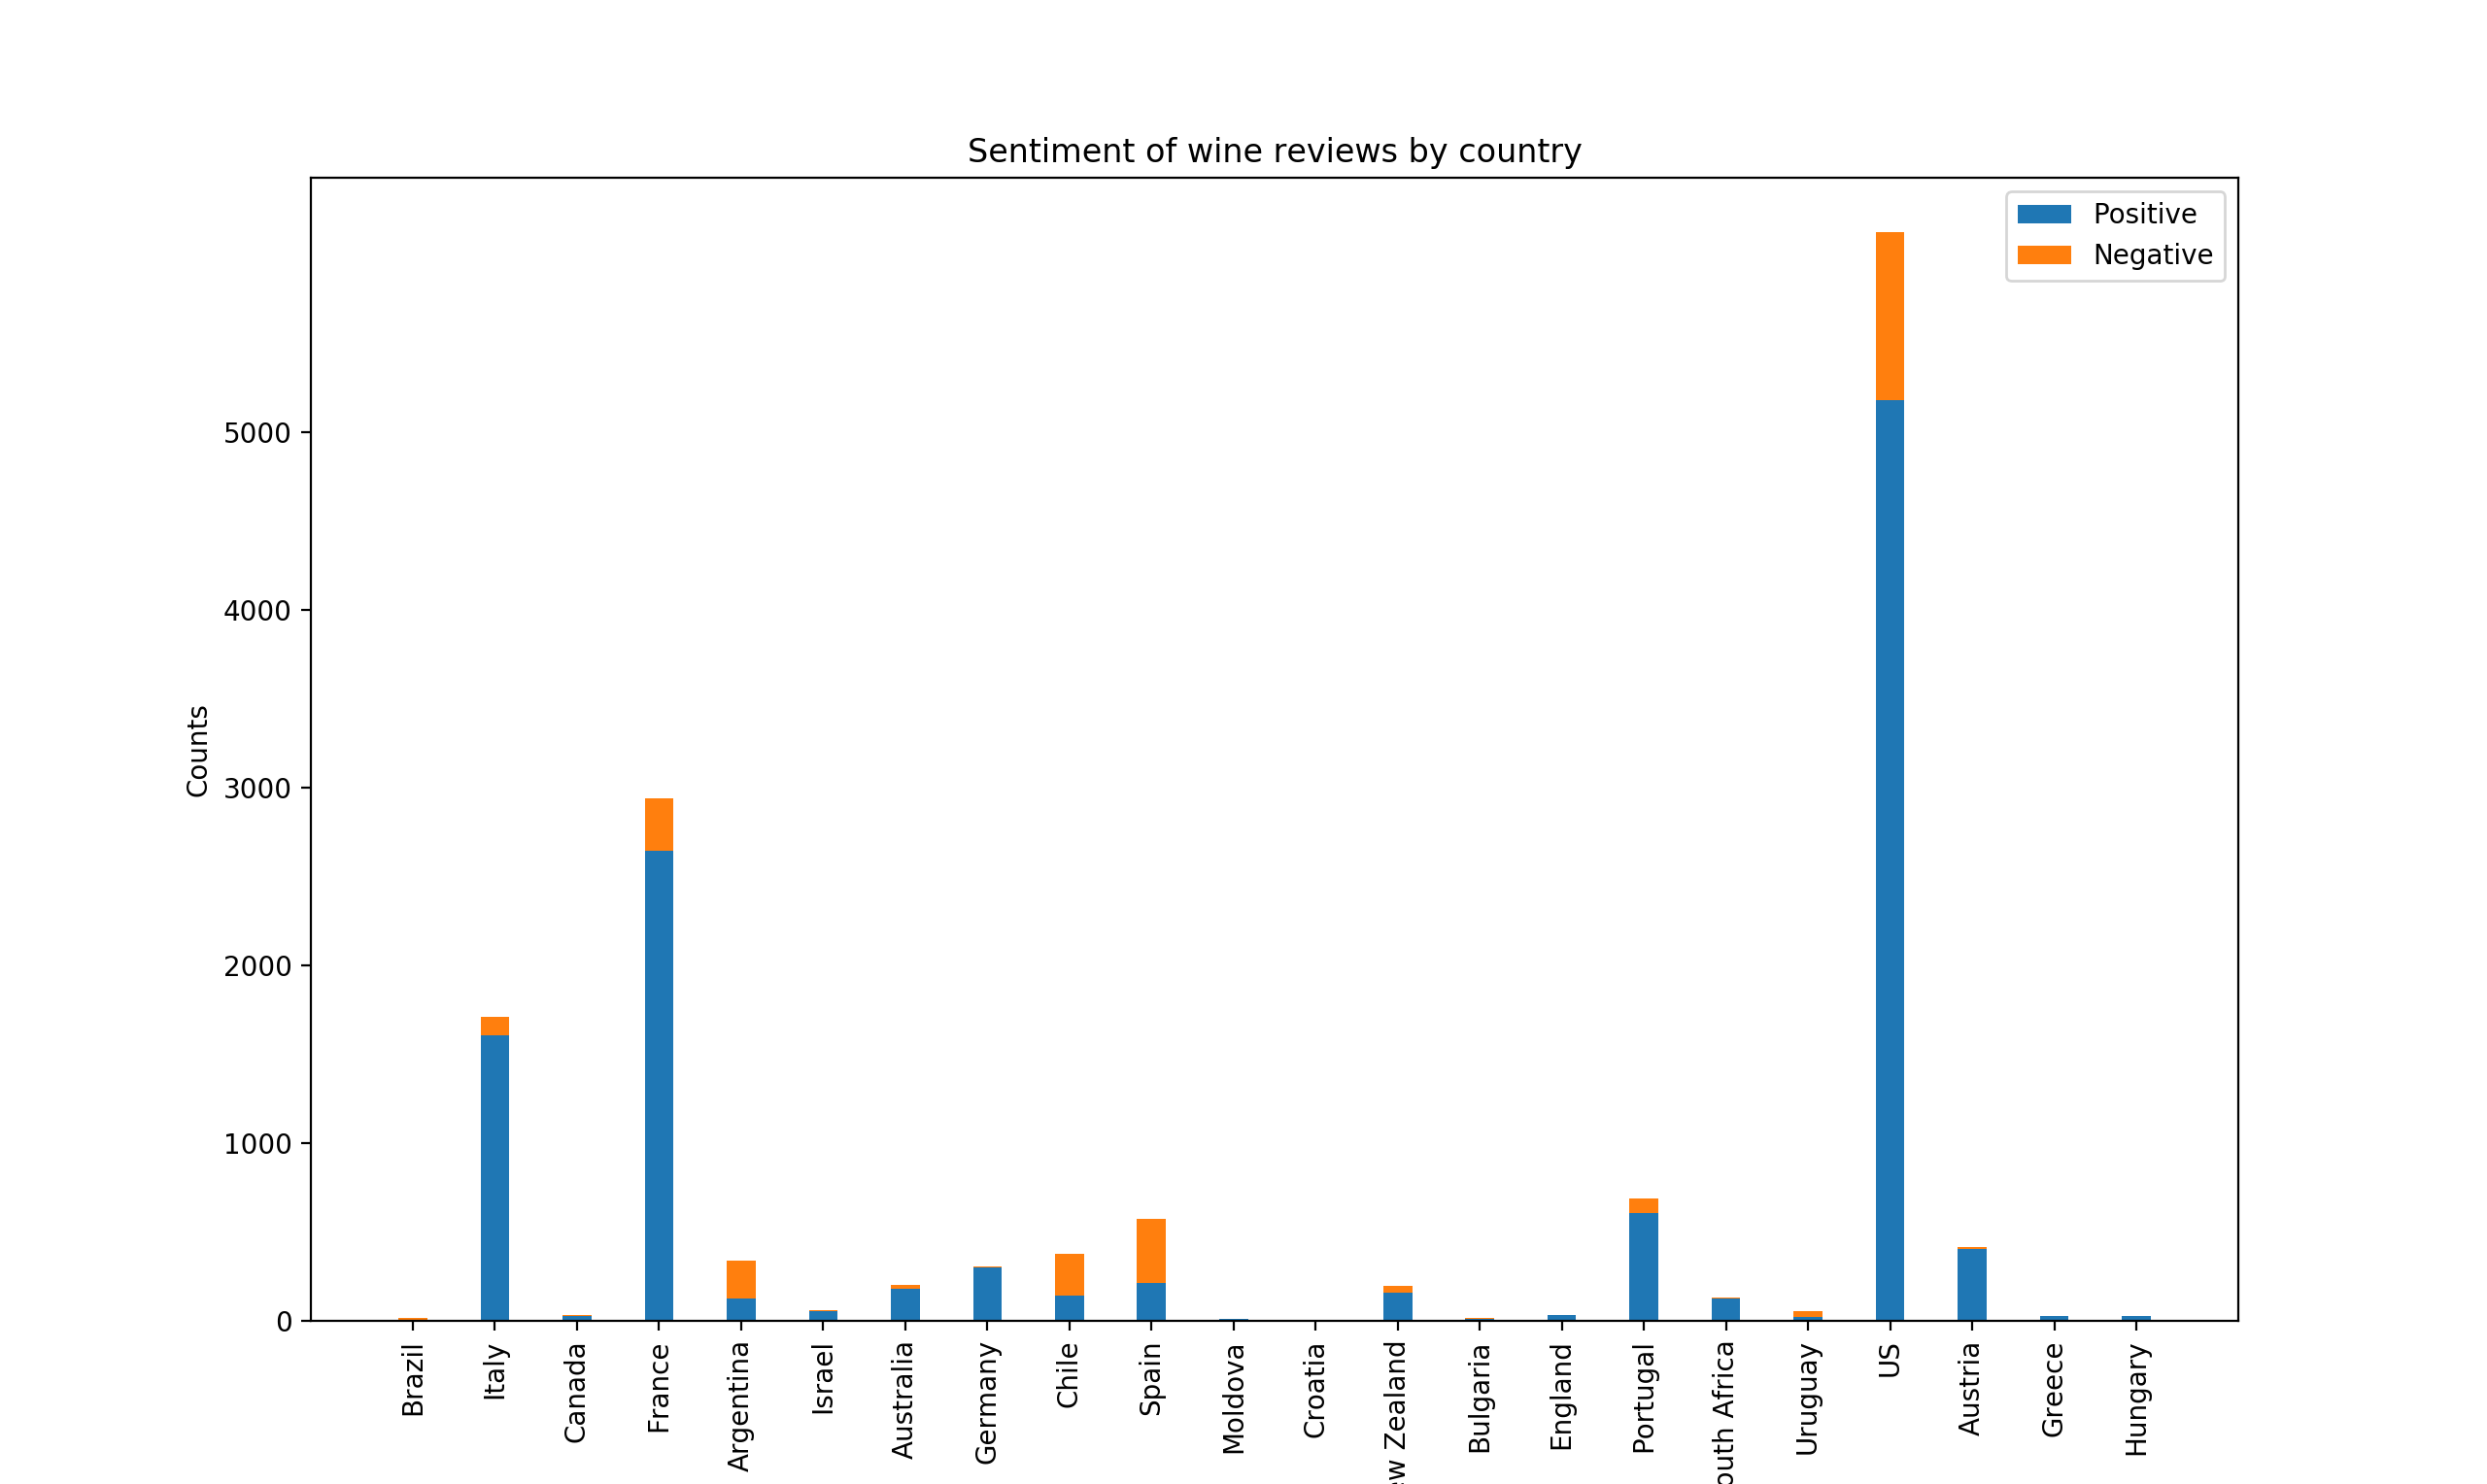 Sentiment of wine reviews by country
Positive
Negative
Counts
5000
4000
3000
2000
1000
0
Brazil
Italy
Canada
France
Argentina
Israel
Australia
Germany
Chile
Spain
Moldova
Croatia
ew Zealand
Bulgaria
England
Portugal
outh Africa
Uruguay
US
Austria
Greece
Hungary